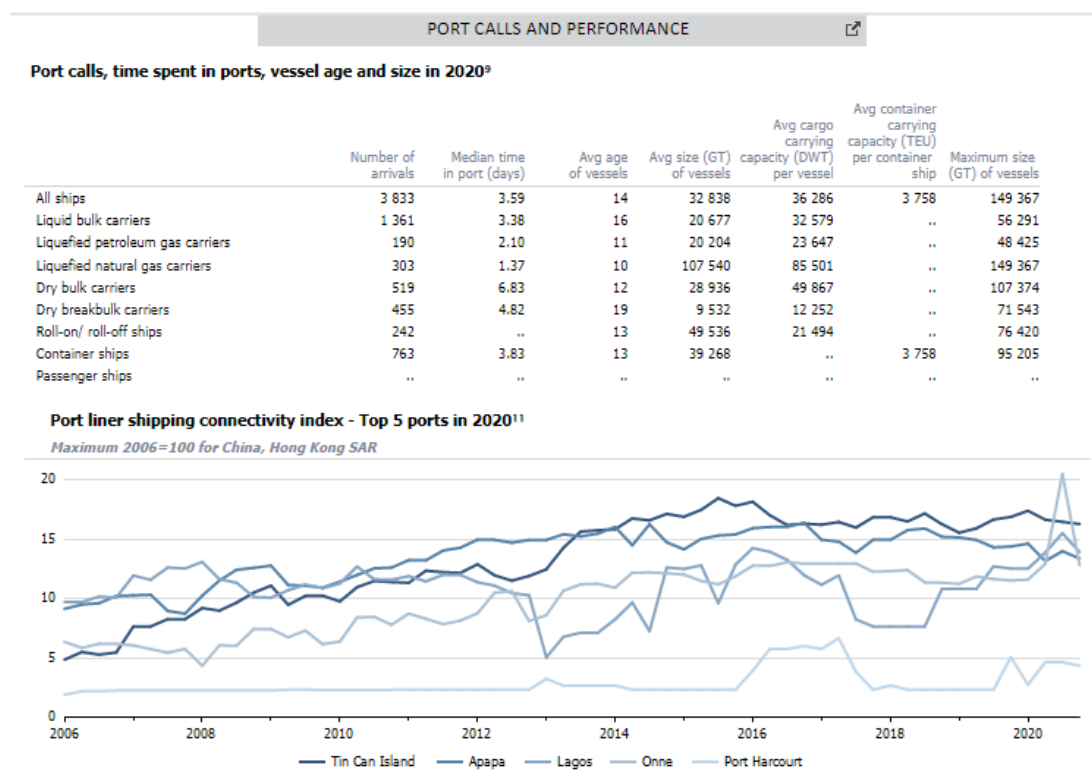 PORT CALLS AND PERFORMANCE
Port calls, time spent in ports, vessel age and size in 2020⁹
Number of arrivals Median time in port (days) Avg age of vessels Avg size (GT) of vessels Avg cargo carrying capacity (DWT) per vessel Avg container carrying capacity (TEU) per container ship Maximum size (GT) of vessels
All ships 3 833 3.59 14 32 838 36 286 3 758 149 367
Liquid bulk carriers 1 361 3.38 16 20 677 32 579 .. 56 291
Liquefied petroleum gas carriers 190 2.10 11 20 204 23 647 .. 48 425
Liquefied natural gas carriers 303 1.37 10 107 540 85 501 .. 149 367
Dry bulk carriers 519 6.83 12 28 936 49 867 .. 107 374
Dry breakbulk carriers 455 4.82 19 9 532 12 252 .. 71 543
Roll-on/ roll-off ships 242 .. 13 49 536 21 494 .. 76 420
Container ships 763 3.83 13 39 268 .. 3 758 95 205
Passenger ships .. .. .. .. .. .. ..
Port liner shipping connectivity index - Top 5 ports in 2020¹¹
Maximum 2006=100 for China, Hong Kong SAR
20
15
10
5
0
2006 2008 2010 2012 2014 2016 2018 2020
Tin Can Island Apapa Lagos Onne Port Harcourt